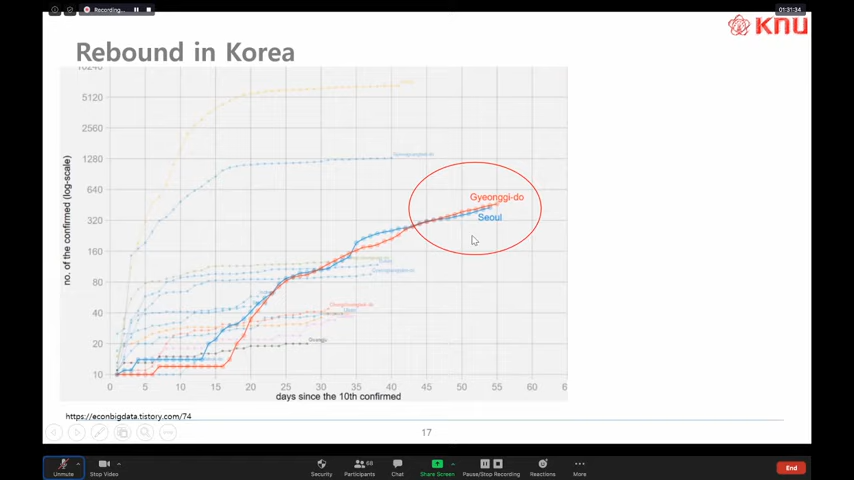 Recording...
01:31:34
Rebound in Korea
KNU
10240
5120
2560
1280
640
320
160
80
40
20
10
no. of the confirmed (log-scale)
Gyeonggi-do
Seoul
Gwangju
0 5 10 15 20 25 30 35 40 45 50 55 60 6
days since the 10th confirmed
https://econbigdata.tistory.com/74
17
Unmute
Stop Video
Security
Participants 68
Chat
Share Screen
Pause/Stop Recording
Reactions
More
End